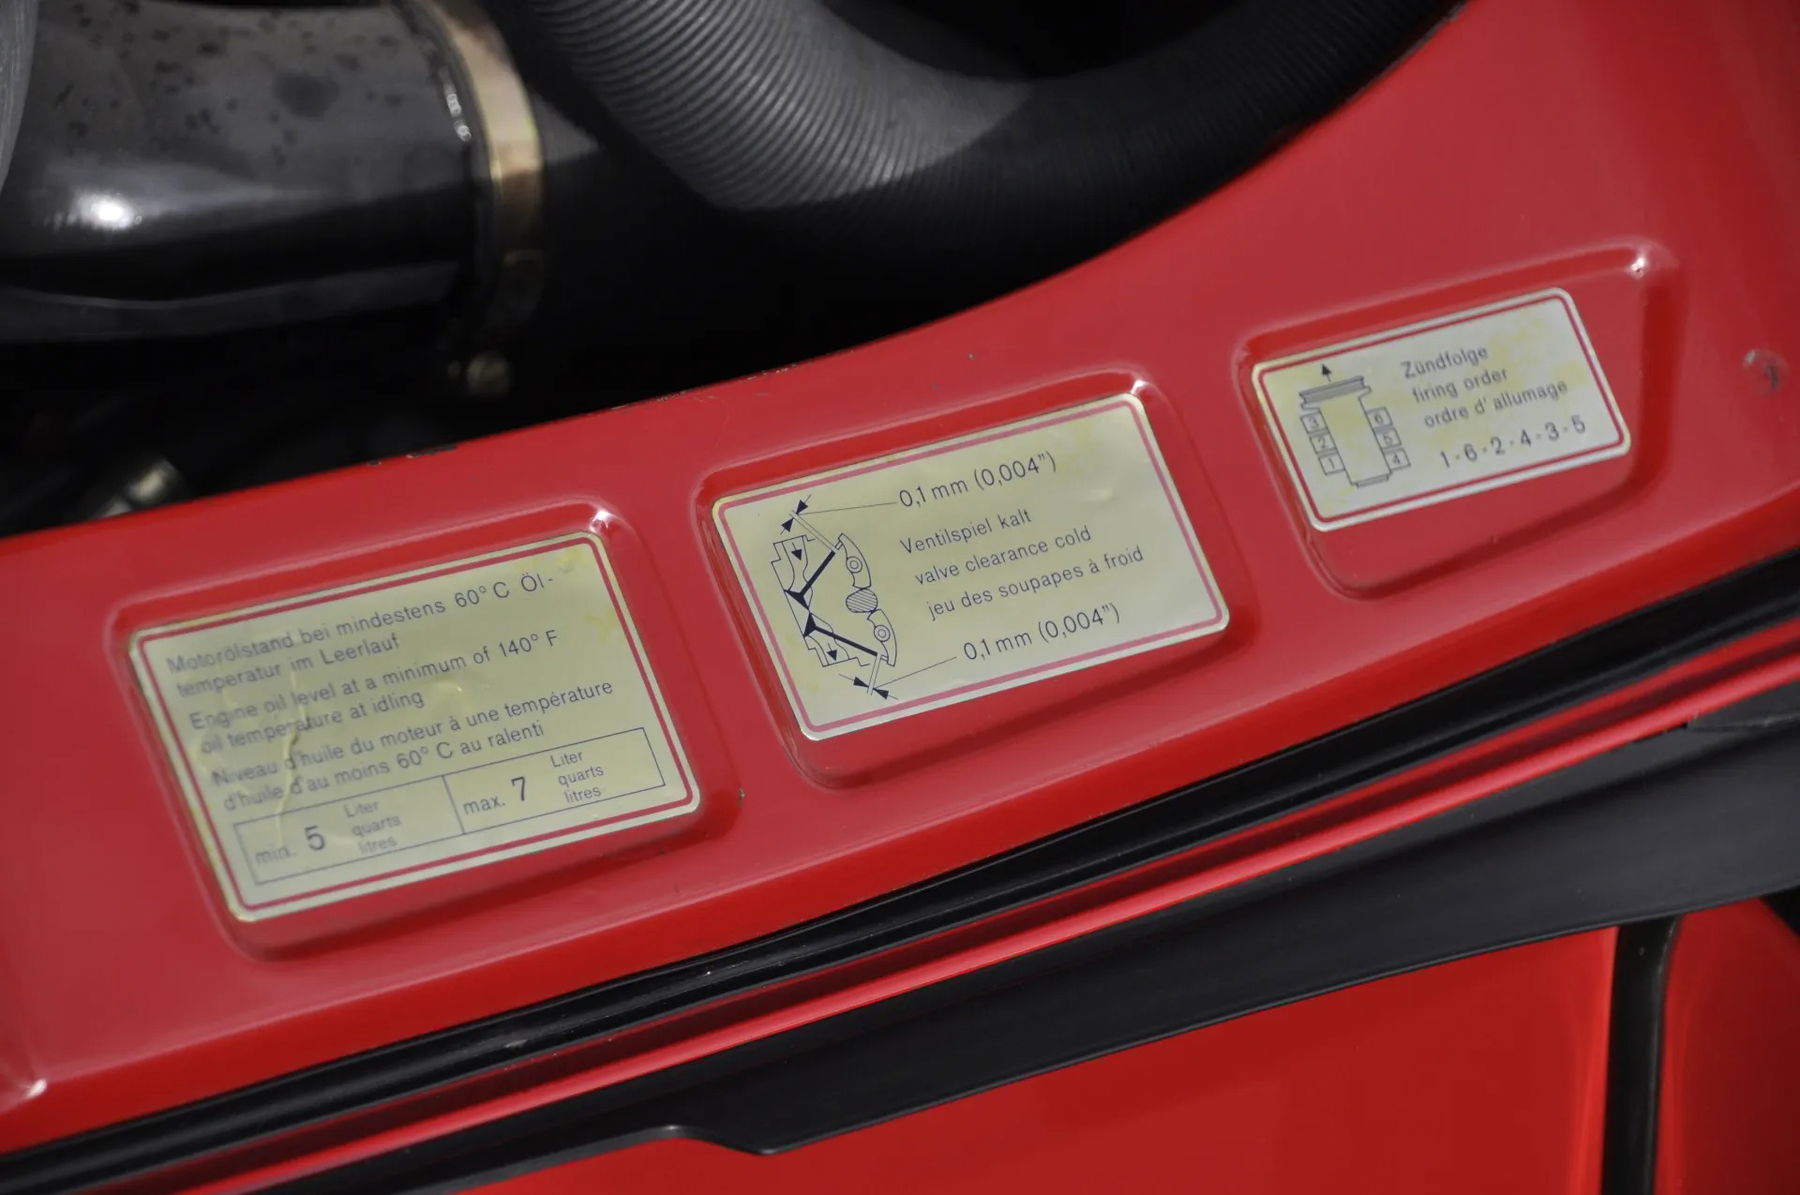 Motorölstand bei mindestens 60° C Öl-
temperatur im Leerlauf
Engine oil level at a minimum of 140° F
oil temperature at idling
Niveau d'huile du moteur à une température
d'huile d'au moins 60° C au ralenti
min. 5 Liter
quarts
litres
max. 7 Liter
quarts
litres
0,1 mm (0,004")
Ventilspiel kalt
valve clearance cold
jeu des soupapes à froid
0,1 mm (0,004")
Zündfolge
firing order
ordre d' allumage
1-6-2-4-3-5
3 6
2 5
1 4